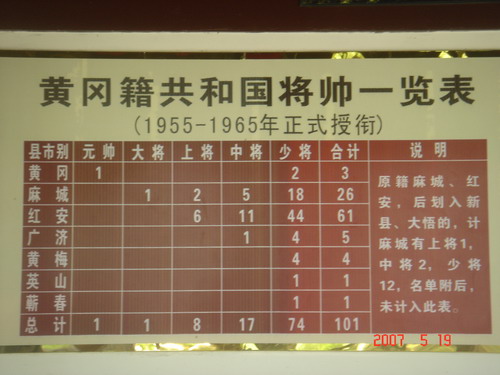 黄冈籍共和国将帅一览表
(1955-1965年正式授衔)
县市别 元帅 大将 上将 中将 少将 合计 说明
黄冈 1 2 3
麻城 1 2 5 18 26
红安 6 11 44 61
广济 1 4 5
黄梅 4 4
英山 1 1
蕲春 1 1
总计 1 1 8 17 74 101
原籍麻城、红
安,后划入新
县、大悟的,计
麻城有上将1,
中将2,少将
12,名单附后,
未计入此表。
2007 5 19